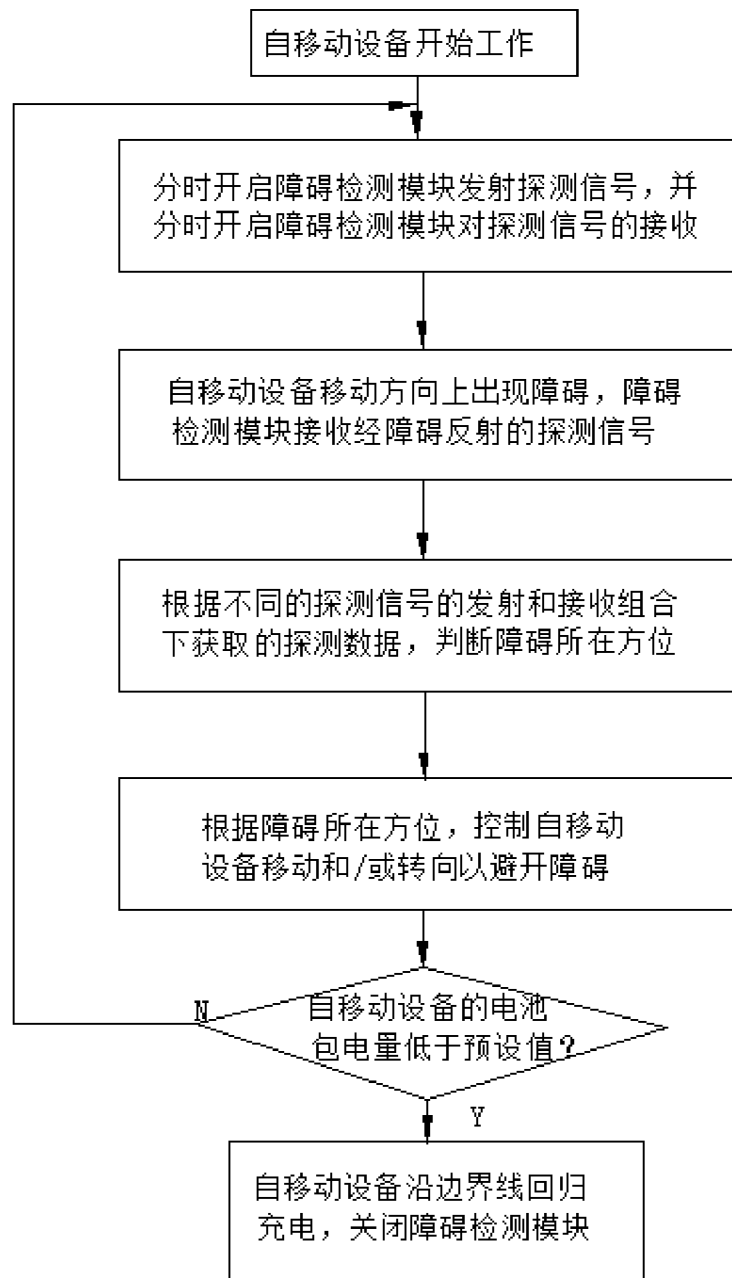 自移动设备开始工作
分时开启障碍检测模块发射探测信号，并
分时开启障碍检测模块对探测信号的接收
自移动设备移动方向上出现障碍，障碍
检测模块接收经障碍反射的探测信号
根据不同的探测信号的发射和接收组合
下获取的探测数据，判断障碍所在方位
根据障碍所在方位，控制自移动
设备移动和/或转向以避开障碍
N
自移动设备的电池
包电量低于预设值？
Y
自移动设备沿边界线回归
充电，关闭障碍检测模块